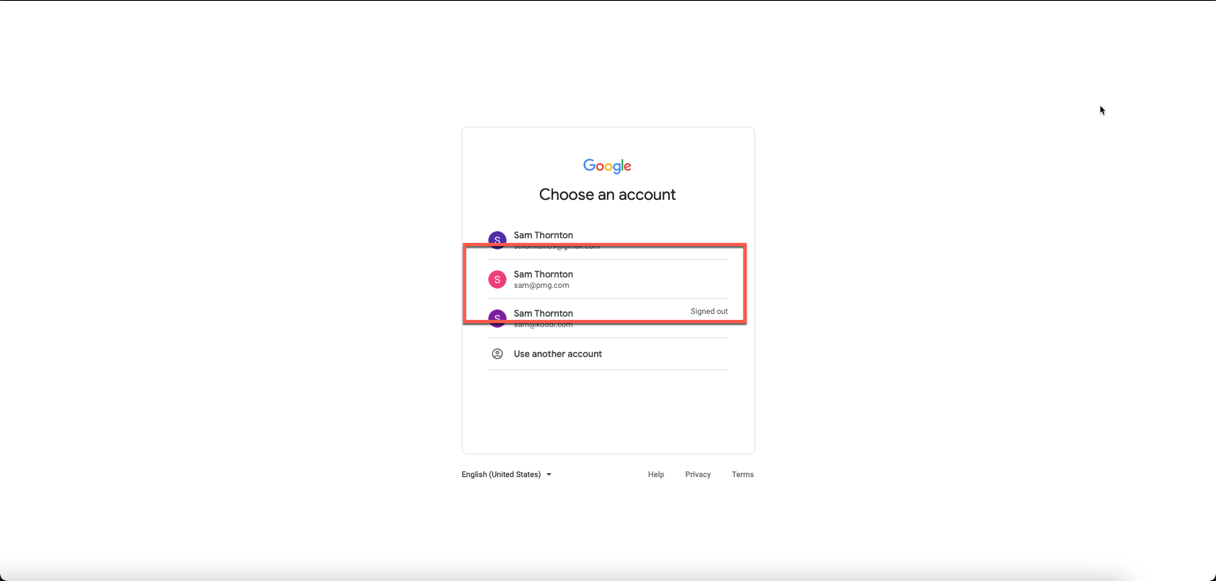 Google
Choose an account
S Sam Thornton
S Sam Thornton
sam@pmg.com
S Sam Thornton
Signed out
Use another account
English (United States)
Help Privacy Terms